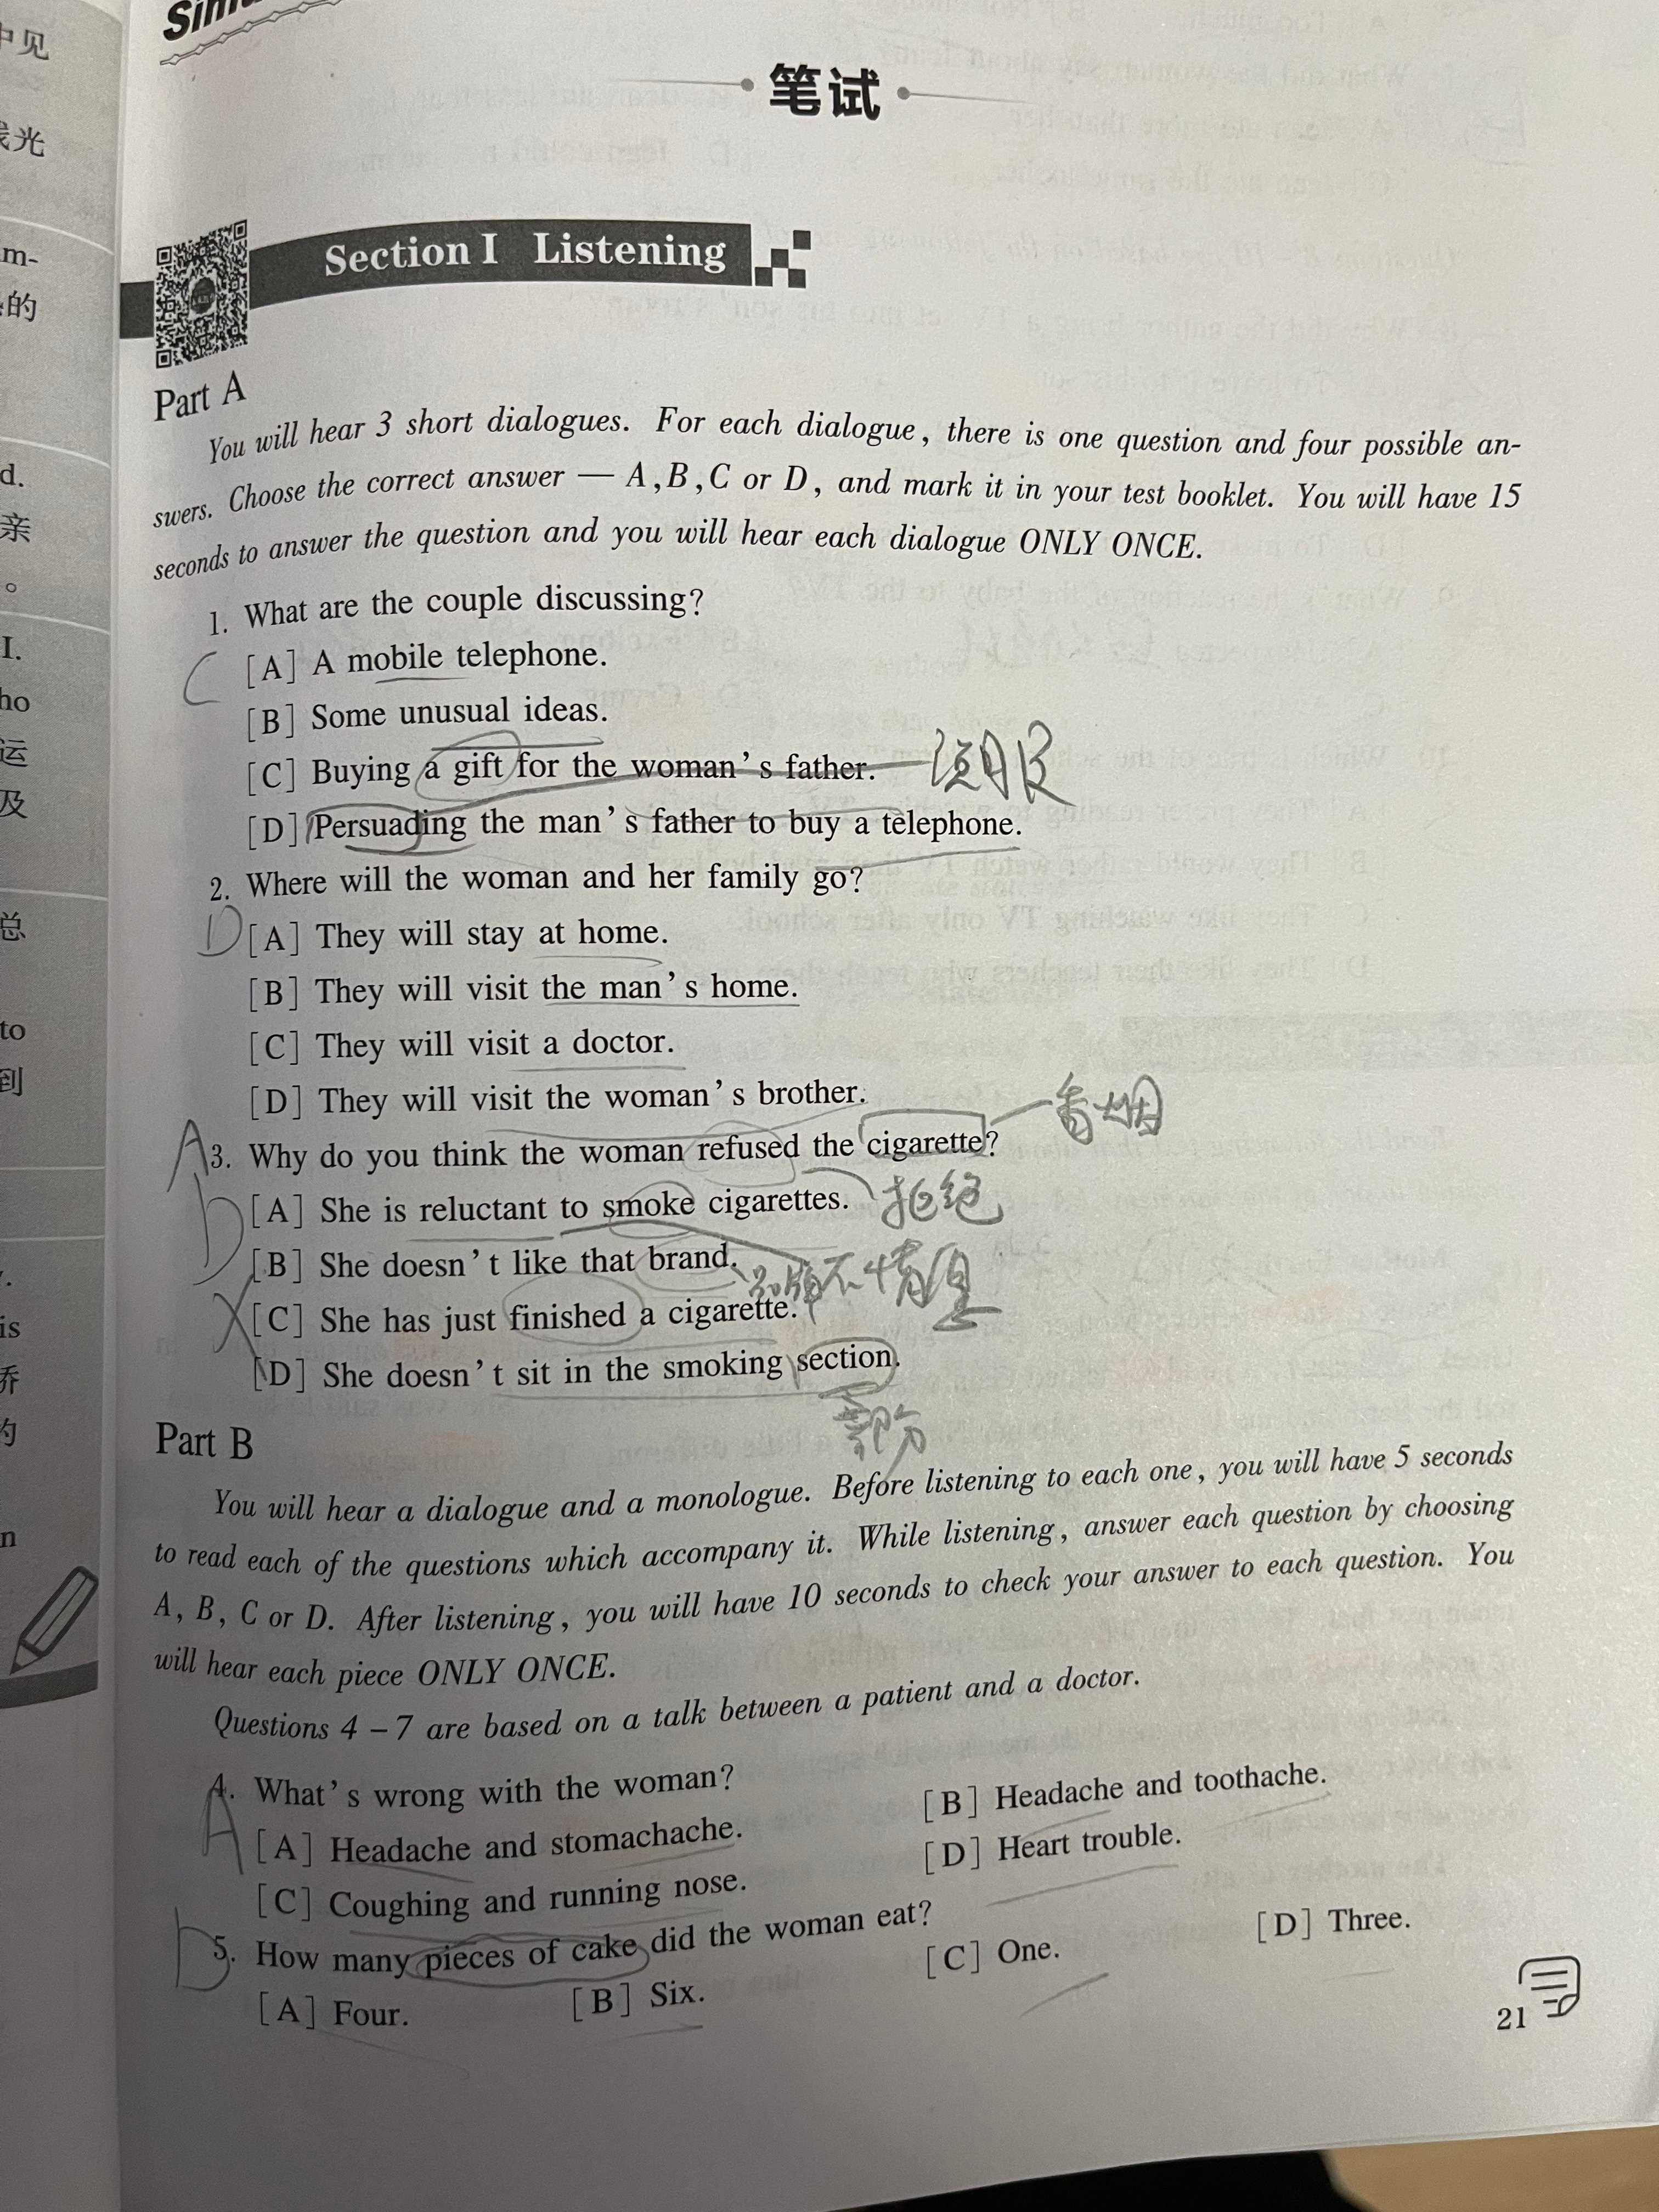 笔试
Section I Listening
Part A
You will hear 3 short dialogues. For each dialogue, there is one question and four possible an-
swers. Choose the correct answer — A, B, C or D, and mark it in your test booklet. You will have 15
seconds to answer the question and you will hear each dialogue ONLY ONCE.
1. What are the couple discussing?
C
[A] A mobile telephone.
[B] Some unusual ideas.
[C] Buying a gift for the woman's father.
[D] Persuading the man's father to buy a telephone.
2. Where will the woman and her family go?
D [A] They will stay at home.
[B] They will visit the man's home.
[C] They will visit a doctor.
[D] They will visit the woman's brother.
香烟
A 3. Why do you think the woman refused the cigarette?
D [A] She is reluctant to smoke cigarettes. 拒绝
[B] She doesn't like that brand.
不情愿
[C] She has just finished a cigarette.
[D] She doesn't sit in the smoking section.
部分
Part B
You will hear a dialogue and a monologue. Before listening to each one, you will have 5 seconds
to read each of the questions which accompany it. While listening, answer each question by choosing
A, B, C or D. After listening, you will have 10 seconds to check your answer to each question. You
will hear each piece ONLY ONCE.
Questions 4 – 7 are based on a talk between a patient and a doctor.
4. What's wrong with the woman?
A [A] Headache and stomachache. [B] Headache and toothache.
[C] Coughing and running nose. [D] Heart trouble.
D 5. How many pieces of cake did the woman eat?
[A] Four. [B] Six. [C] One. [D] Three.
21